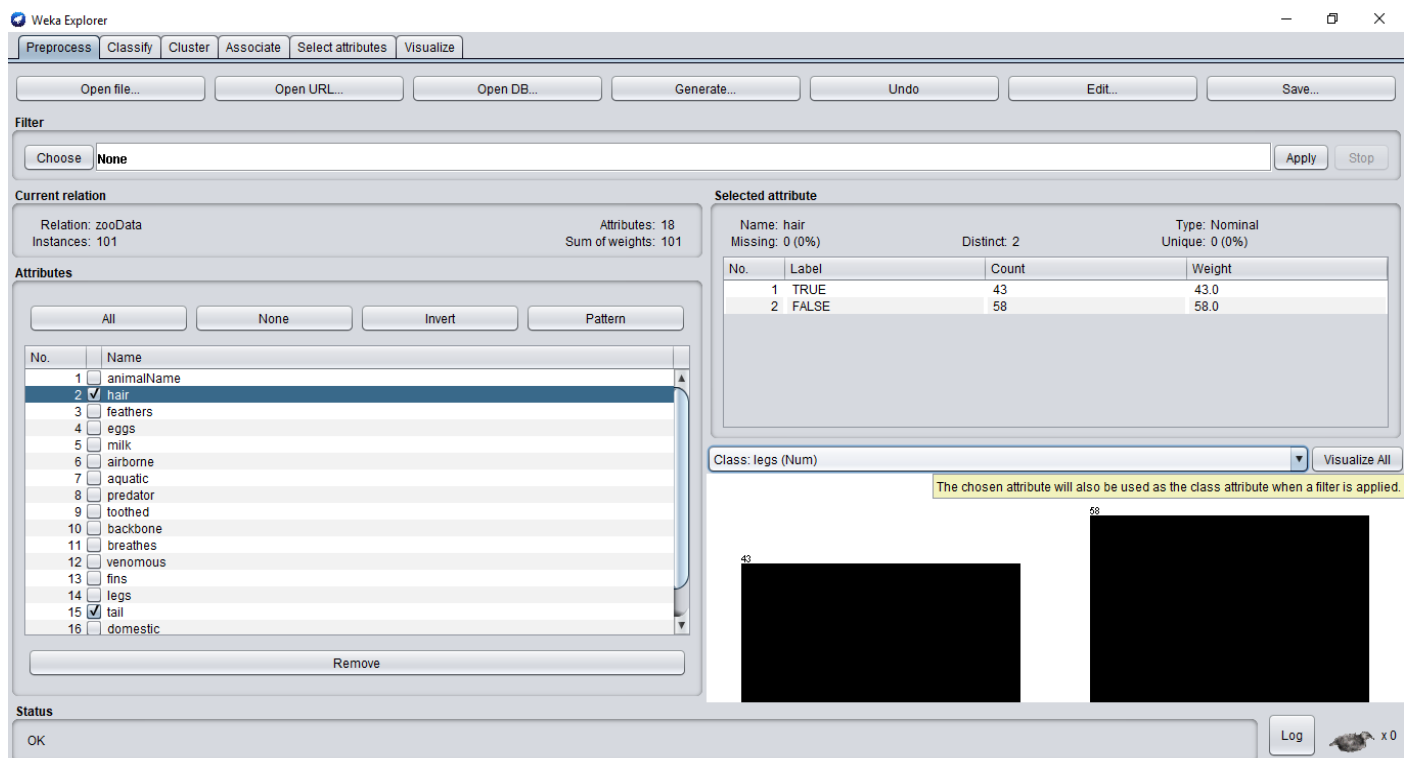 Weka Explorer
Preprocess Classify Cluster Associate Select attributes Visualize
Open file... Open URL... Open DB... Generate... Undo Edit... Save...
Filter
Choose None Apply Stop
Current relation
Relation: zooData Attributes: 18
Instances: 101 Sum of weights: 101
Attributes
All None Invert Pattern
No. Name
1 animalName
2 hair
3 feathers
4 eggs
5 milk
6 airborne
7 aquatic
8 predator
9 toothed
10 backbone
11 breathes
12 venomous
13 fins
14 legs
15 tail
16 domestic
Remove
Selected attribute
Name: hair Type: Nominal
Missing: 0 (0%) Distinct: 2 Unique: 0 (0%)
No. Label Count Weight
1 TRUE 43 43.0
2 FALSE 58 58.0
Class: legs (Num) Visualize All
The chosen attribute will also be used as the class attribute when a filter is applied.
43
58
Status
OK
Log x 0